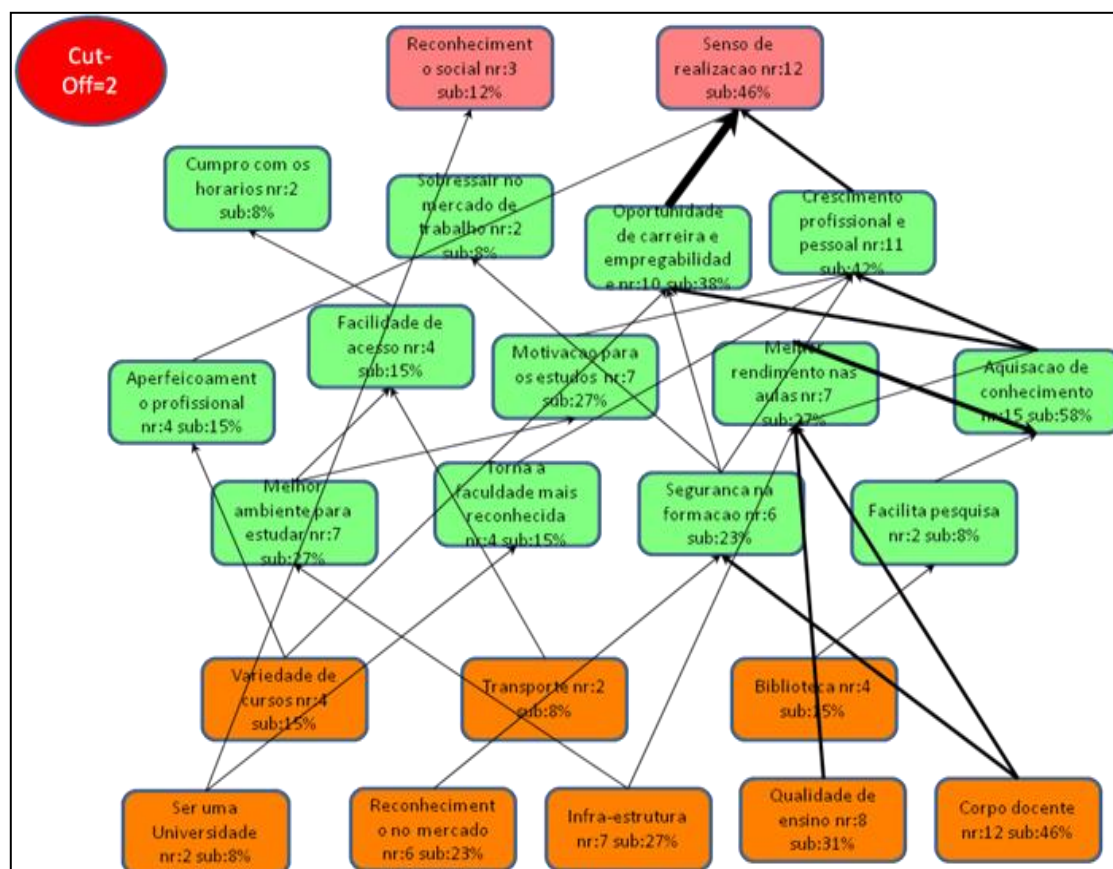 Cut-
Off=2
Reconheciment
o social nr:3
sub:12%
Senso de
realizacao nr:12
sub:46%
Cumpro com os
horarios nr:2
sub:8%
Sobressair no
mercado de
trabalho nr:2
sub:8%
Oportunidade
de carreira e
empregabilidad
e nr:10 sub:38%
Crescimento
profissional e
pessoal nr:11
sub:42%
Aperfeicoament
o profissional
nr:4 sub:15%
Facilidade de
acesso nr:4
sub:15%
Motivacao para
os estudos nr:7
sub:27%
Melhor
rendimento nas
aulas nr:7
sub:27%
Aquisacao de
conhecimento
nr:15 sub:58%
Melhor
ambiente para
estudar nr:7
sub:27%
Torna a
faculdade mais
reconhecida
nr:4 sub:15%
Seguranca na
formacao nr:6
sub:23%
Facilita pesquisa
nr:2 sub:8%
Variedade de
cursos nr:4
sub:15%
Transporte nr:2
sub:8%
Biblioteca nr:4
sub:15%
Ser uma
Universidade
nr:2 sub:8%
Reconheciment
o no mercado
nr:6 sub:23%
Infra-estrutura
nr:7 sub:27%
Qualidade de
ensino nr:8
sub:31%
Corpo docente
nr:12 sub:46%